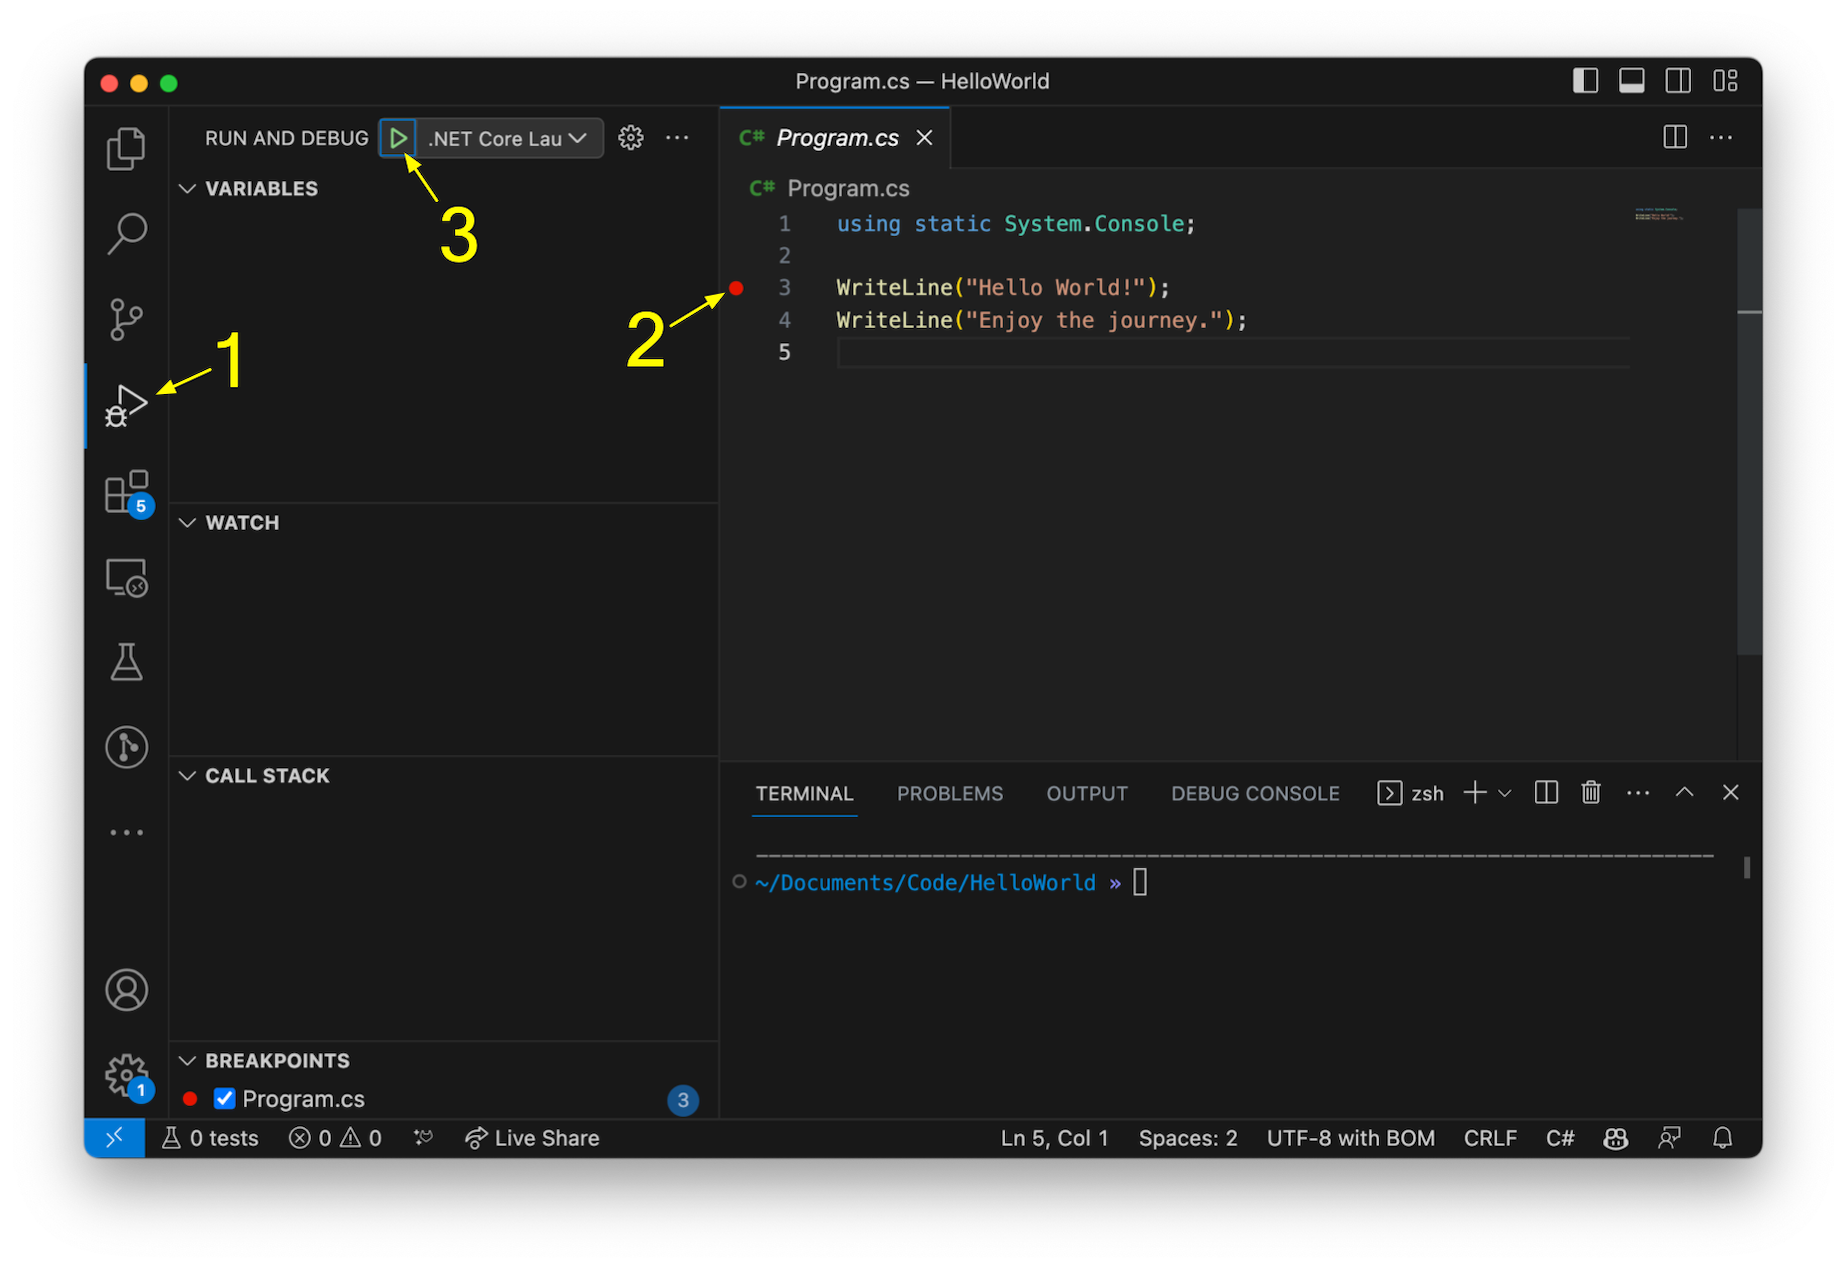 Program.cs — HelloWorld
RUN AND DEBUG
.NET Core Lau
VARIABLES
3
1
2
5
WATCH
CALL STACK
BREAKPOINTS
Program.cs
3
1
C# Program.cs
C# Program.cs
1 using static System.Console;
2
3 WriteLine("Hello World!");
4 WriteLine("Enjoy the journey.");
5
TERMINAL PROBLEMS OUTPUT DEBUG CONSOLE zsh
~/Documents/Code/HelloWorld »
0 tests 0 0 Live Share Ln 5, Col 1 Spaces: 2 UTF-8 with BOM CRLF C#